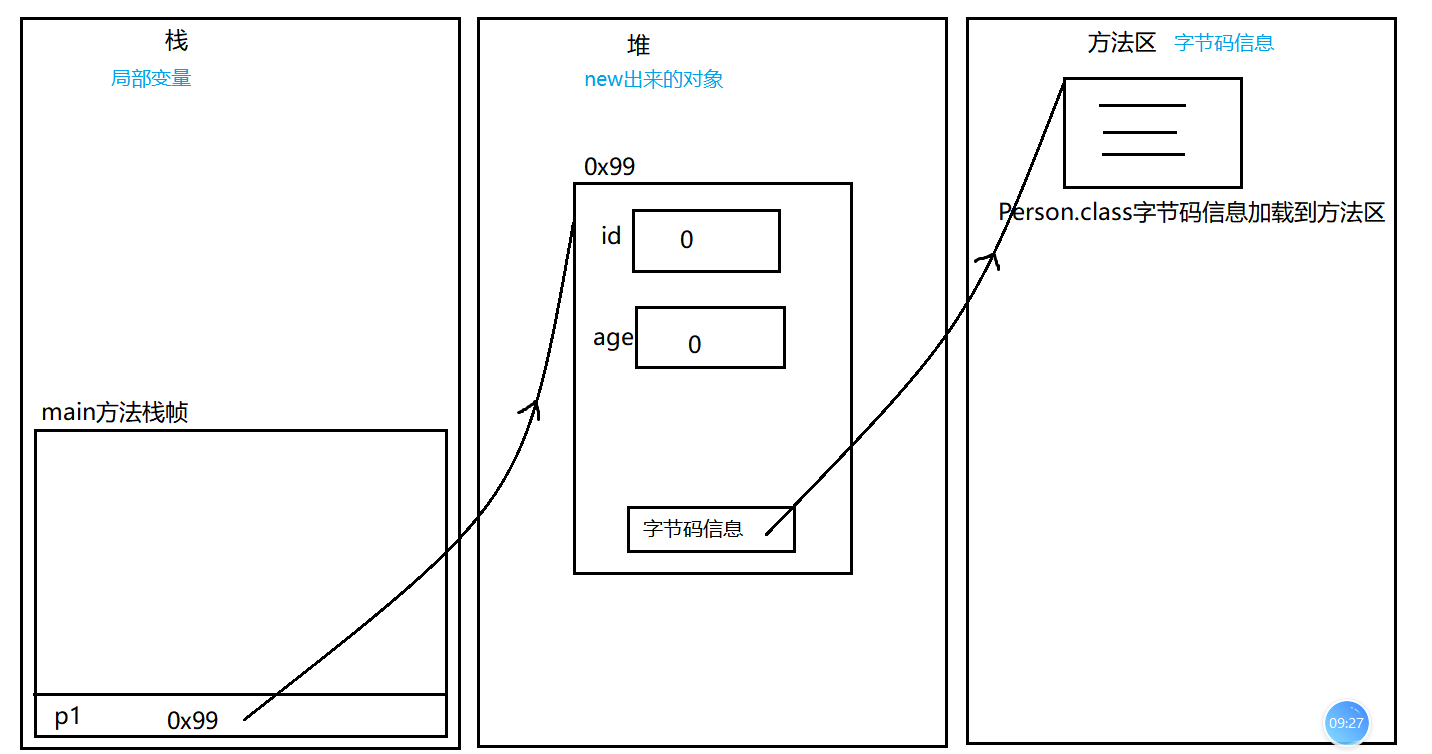 栈
局部变量
main方法栈帧
p1 0x99
堆
new出来的对象
0x99
id 0
age 0
字节码信息
方法区 字节码信息
Person.class字节码信息加载到方法区
09:27